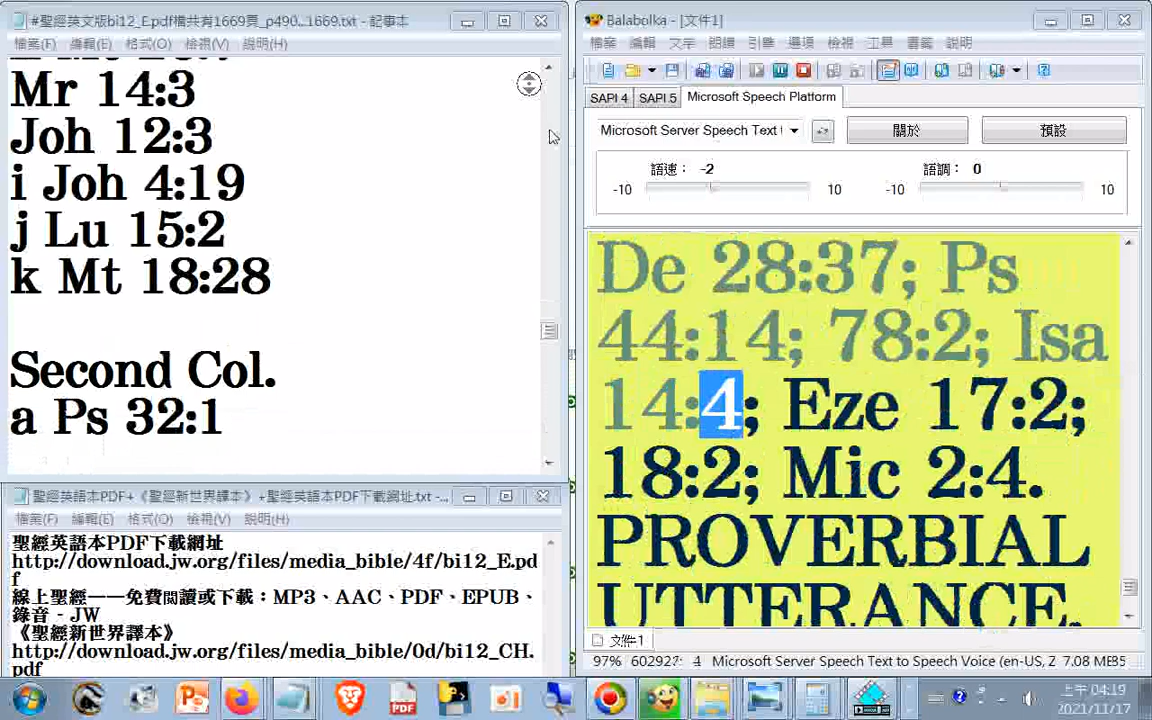 #聖經英文版bi12_E.pdf檔共有1669頁_p490...1669.txt - 記事本
檔案(F) 編輯(E) 格式(O) 檢視(V) 說明(H)
Mr 14:3
Joh 12:3
i Joh 4:19
j Lu 15:2
k Mt 18:28
Second Col.
a Ps 32:1
聖經英語本PDF+《聖經新世界譯本》+聖經英語本PDF下載網址.txt - ...
檔案(F) 編輯(E) 格式(O) 檢視(V) 說明(H)
聖經英語本PDF下載網址
http://download.jw.org/files/media_bible/4f/bi12_E.pd
f
線上聖經——免費閱讀或下載：MP3、AAC、PDF、EPUB、
錄音 - JW
《聖經新世界譯本》
http://download.jw.org/files/media_bible/0d/bi12_CH.
pdf
Balabolka - [文件1]
檔案 編輯 文字 朗讀 引擎 選項 檢視 工具 書籤 說明
SAPI 4 SAPI 5 Microsoft Speech Platform
Microsoft Server Speech Text 關於 預設
語速： -2 語調： 0
-10 10 -10 10
De 28:37; Ps
44:14; 78:2; Isa
14:4; Eze 17:2;
18:2; Mic 2:4.
PROVERBIAL
UTTERANCE.
文件1
97% 4 Microsoft Server Speech Text to Speech Voice (en-US, Z 7.08 MB
上午 04:19
2021/11/17